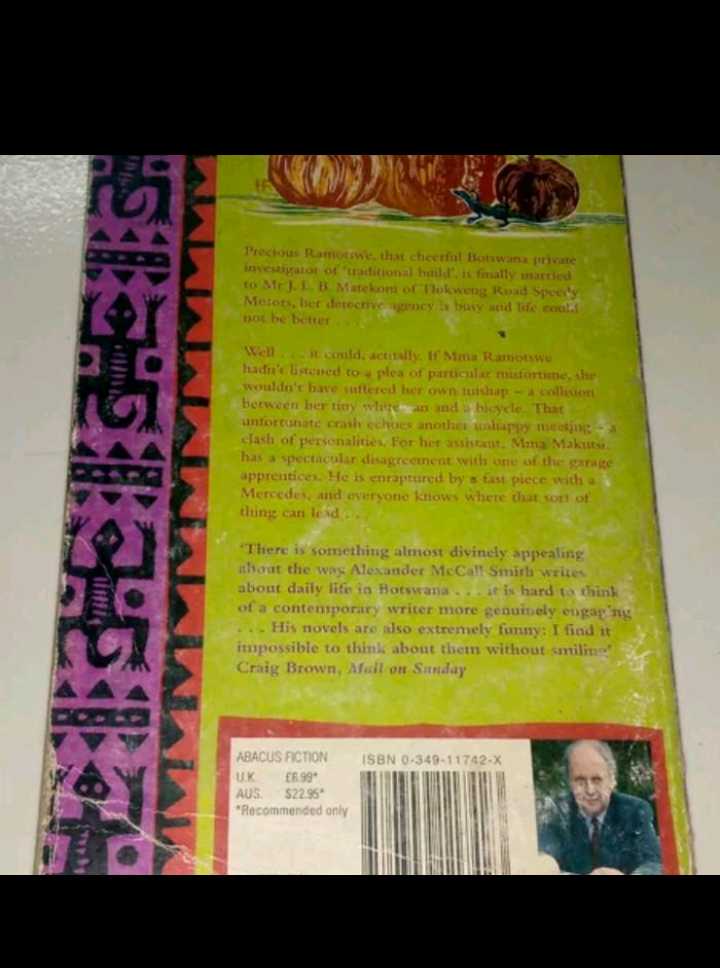 Precious Ramotswe, that cheerful Botswana private
investigator of 'traditional build', is finally married
to Mr J. L. B. Matekoni of Tlokweng Road Speedy
Motors, her detective agency is busy and life could
not be better . . .
Well . . . it could, actually. If Mma Ramotswe
hadn't listened to a plea of particular misfortune, she
wouldn't have suffered her own mishap – a collision
between her tiny white van and a bicycle. That
unfortunate crash echoes another unhappy meeting – a
clash of personalities. For her assistant, Mma Makutsi,
has a spectacular disagreement with one of the garage
apprentices. He is enraptured by a fast piece with a
Mercedes, and everyone knows where that sort of
thing can lead . . .
'There is something almost divinely appealing
about the way Alexander McCall Smith writes
about daily life in Botswana . . . it is hard to think
of a contemporary writer more genuinely engaging
. . . His novels are also extremely funny: I find it
impossible to think about them without smiling'
Craig Brown, Mail on Sunday
ABACUS FICTION
ISBN 0-349-11742-X
U.K. £6.99*
AUS. $22.95*
*Recommended only